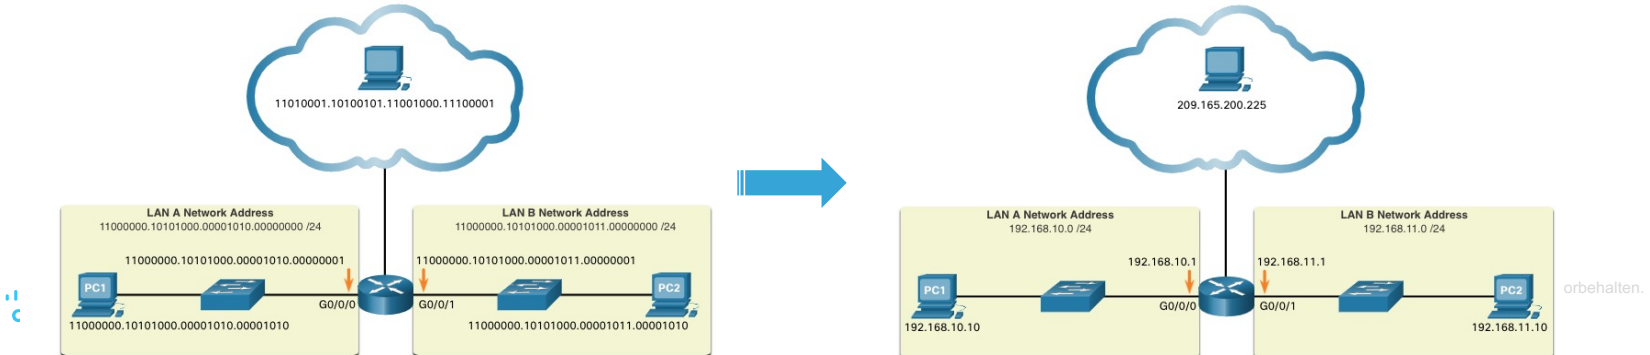 11010001.10100101.11001000.11100001
LAN A Network Address
11000000.10101000.00001010.00000000 /24
11000000.10101000.00001010.00000001
PC1
G0/0/0
11000000.10101000.00001010.00001010
LAN B Network Address
11000000.10101000.00001011.00000000 /24
11000000.10101000.00001011.00000001
G0/0/1
PC2
11000000.10101000.00001011.00001010
209.165.200.225
LAN A Network Address
192.168.10.0 /24
192.168.10.1
PC1
G0/0/0
192.168.10.10
LAN B Network Address
192.168.11.0 /24
192.168.11.1
G0/0/1
PC2
192.168.11.10
orbehalten.